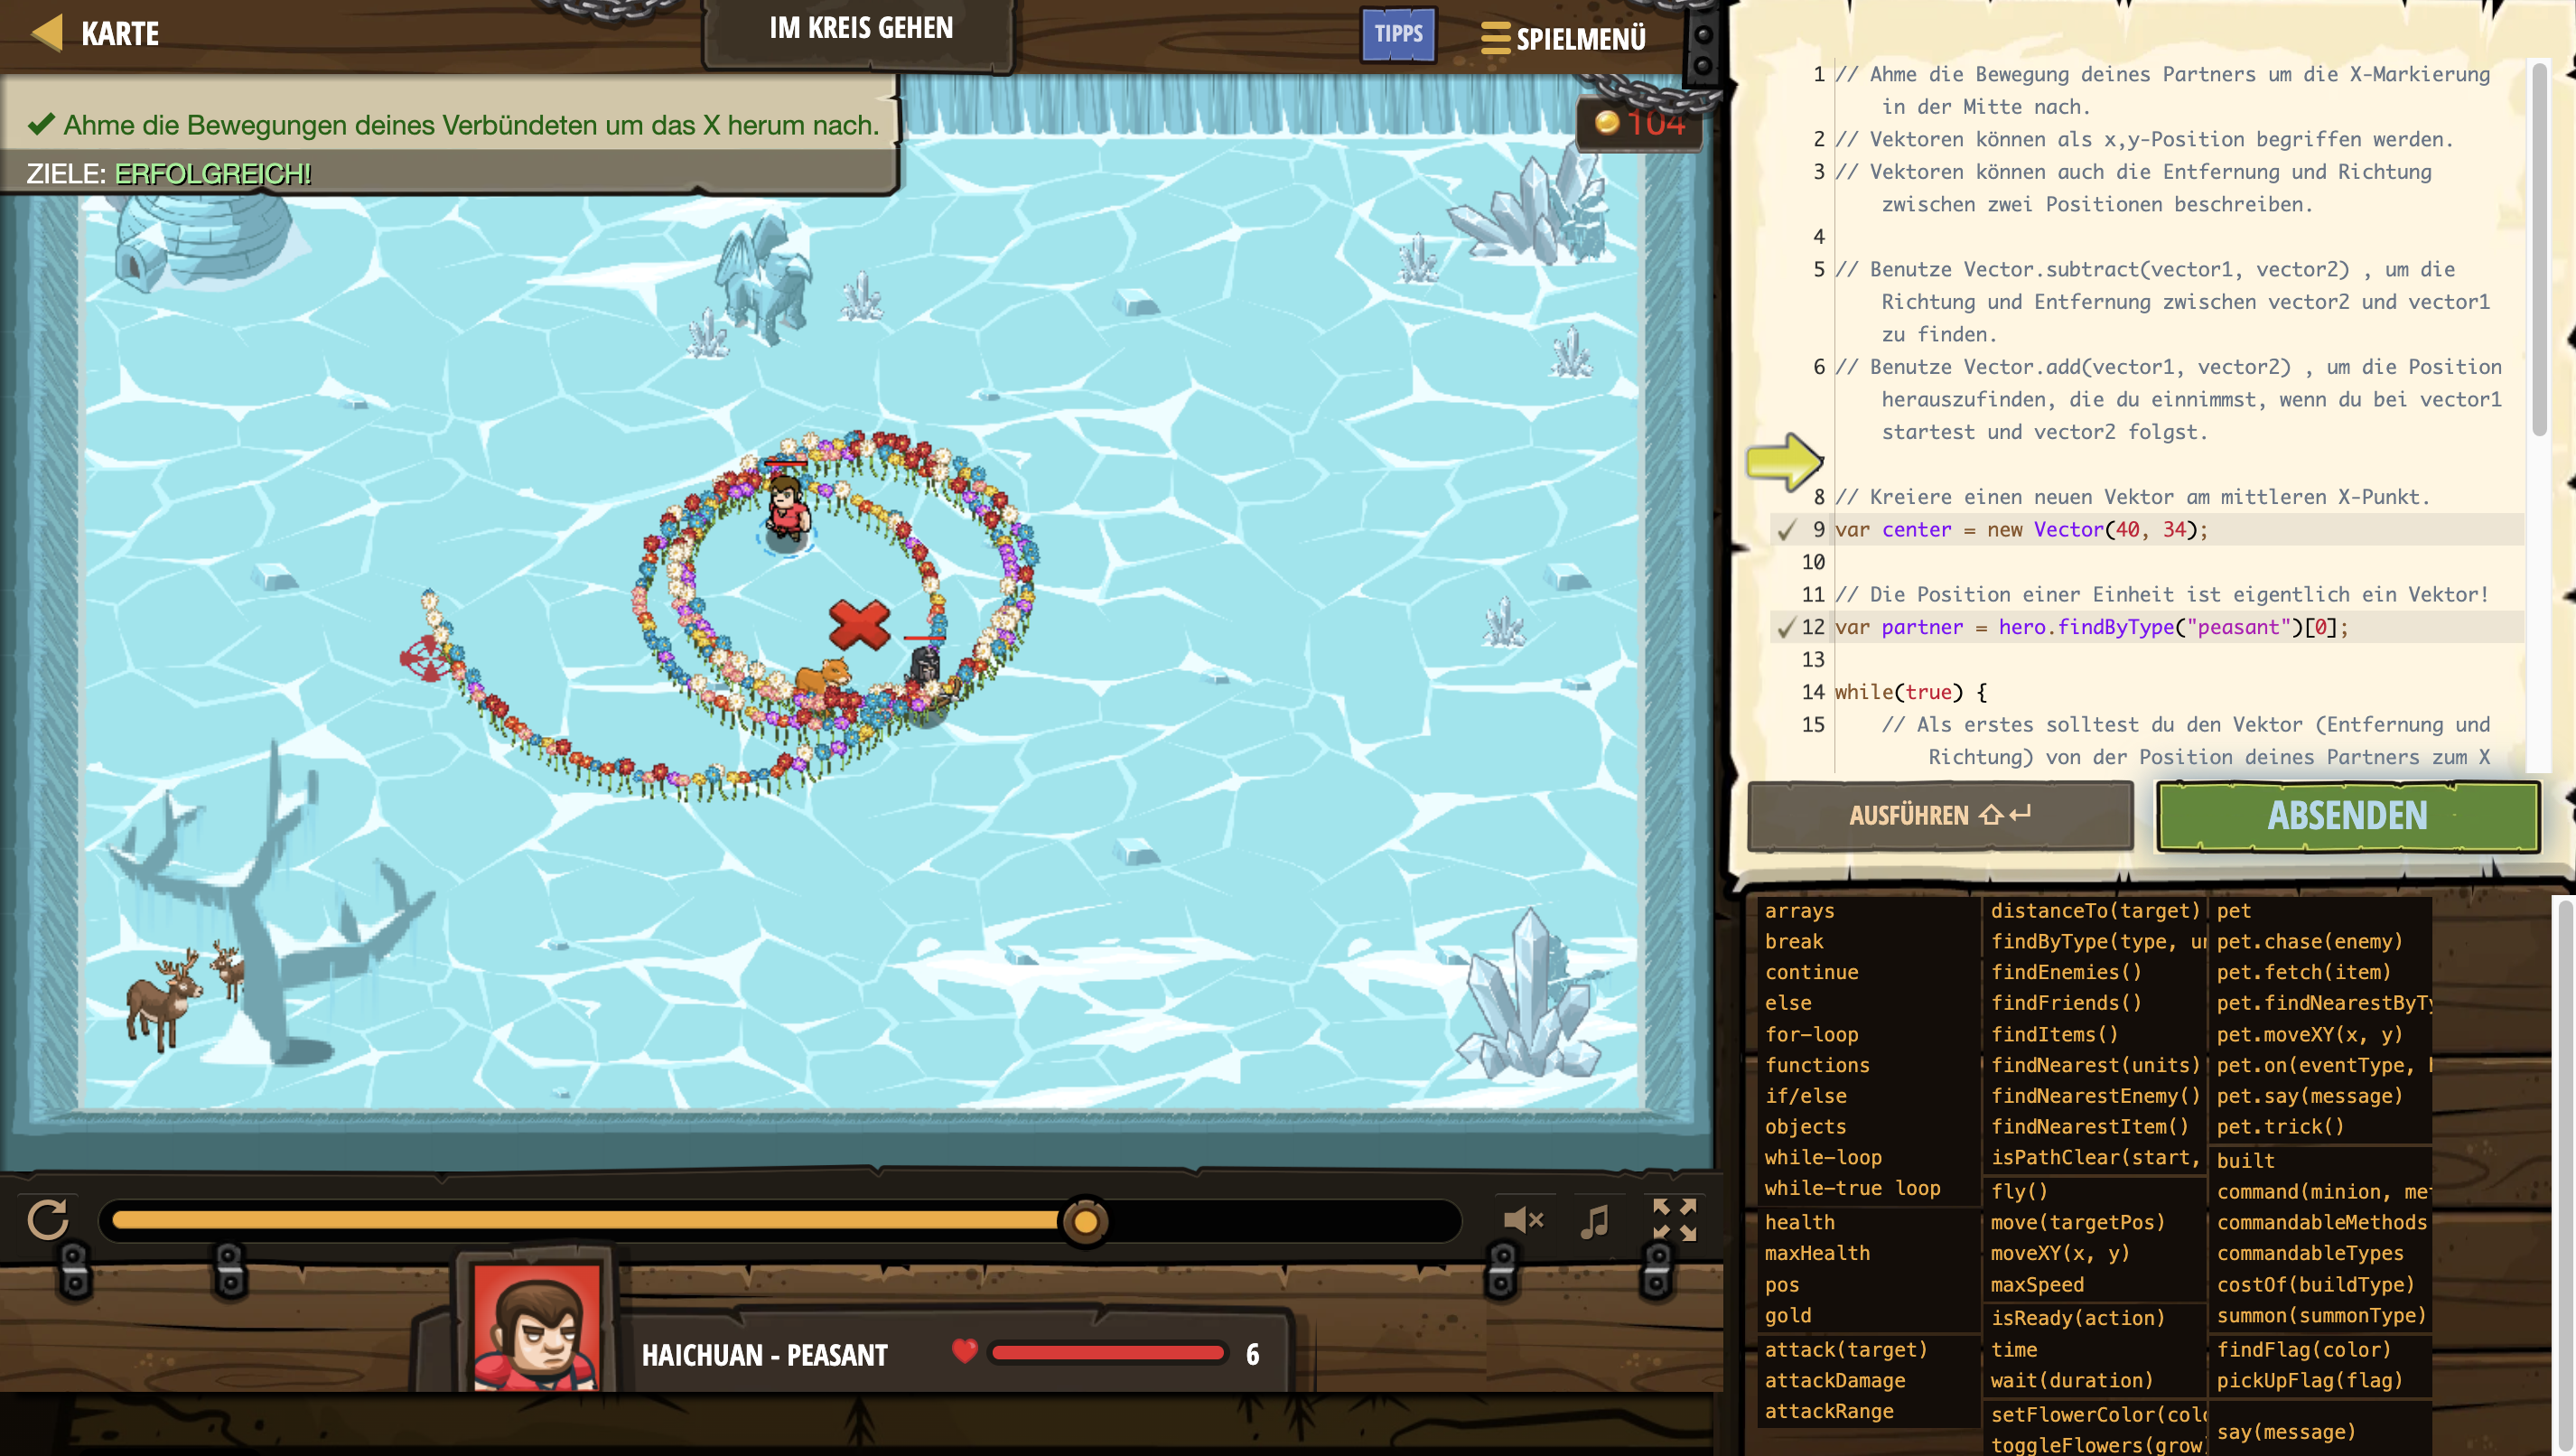 KARTE
IM KREIS GEHEN
TIPPS
SPIELMENÜ
Ahme die Bewegungen deines Verbündeten um das X herum nach.
ZIELE: ERFOLGREICH!
104
1 // Ahme die Bewegung deines Partners um die X-Markierung
in der Mitte nach.
2 // Vektoren können als x,y-Position begriffen werden.
3 // Vektoren können auch die Entfernung und Richtung
zwischen zwei Positionen beschreiben.
4
5 // Benutze Vector.subtract(vector1, vector2) , um die
Richtung und Entfernung zwischen vector2 und vector1
zu finden.
6 // Benutze Vector.add(vector1, vector2) , um die Position
herauszufinden, die du einnimmst, wenn du bei vector1
startest und vector2 folgst.
8 // Kreiere einen neuen Vektor am mittleren X-Punkt.
9 var center = new Vector(40, 34);
10
11 // Die Position einer Einheit ist eigentlich ein Vektor!
12 var partner = hero.findByType("peasant")[0];
13
14 while(true) {
15 // Als erstes solltest du den Vektor (Entfernung und
Richtung) von der Position deines Partners zum X
AUSFÜHREN
ABSENDEN
arrays
break
continue
else
for-loop
functions
if/else
objects
while-loop
while-true loop
health
maxHealth
pos
gold
attack(target)
attackDamage
attackRange
distanceTo(target)
findByType(type, 
findEnemies()
findFriends()
findItems()
findNearest(units)
findNearestEnemy()
findNearestItem()
isPathClear(start,
fly()
move(targetPos)
moveXY(x, y)
maxSpeed
isReady(action)
time
wait(duration)
setFlowerColor(
toggleFlowers(grow
pet
pet.chase(enemy)
pet.fetch(item)
pet.findNearestByTy
pet.moveXY(x, y)
pet.on(eventType,
pet.say(message)
pet.trick()
built
command(minion, 
commandableMethods
commandableTypes
costOf(buildType)
summon(summonType)
findFlag(color)
pickUpFlag(flag)
say(message)
HAICHUAN - PEASANT
6